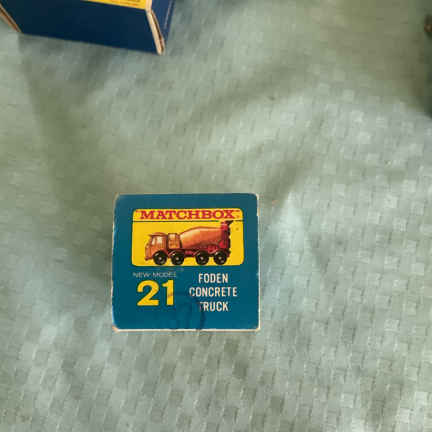 MATCHBOX
NEW MODEL
21
FODEN
CONCRETE
TRUCK